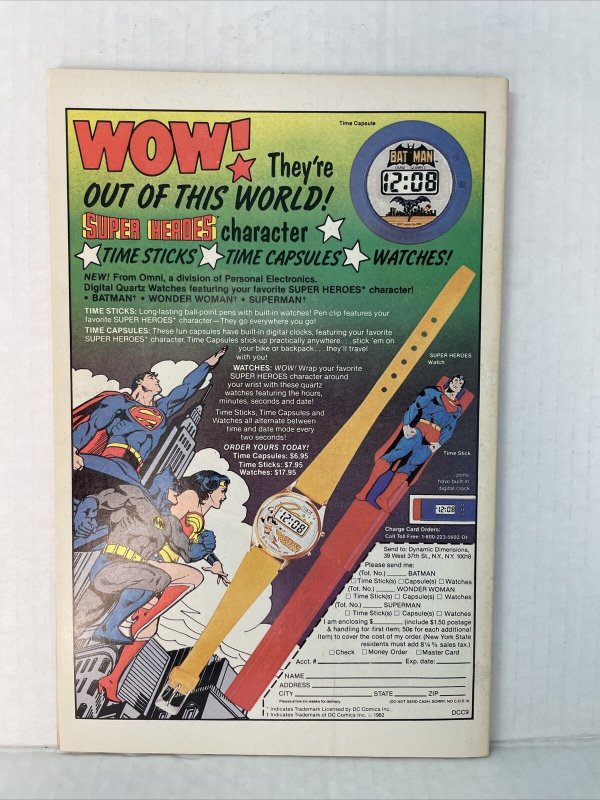 WOW!
They're
OUT OF THIS WORLD!
SUPER HEROES character
TIME STICKS TIME CAPSULES WATCHES!
Time Capsule
BATMAN
12:08
NEW! From Omni, a division of Personal Electronics.
Digital Quartz Watches featuring your favorite SUPER HEROES* character!
• BATMAN† • WONDER WOMAN† • SUPERMAN†
TIME STICKS: Long-lasting ball-point pens with built-in watches! Pen clip features your
favorite SUPER HEROES* character—They go everywhere you go!
TIME CAPSULES: These fun capsules have built-in digital clocks, featuring your favorite
SUPER HEROES* character. Time Capsules stick-up practically anywhere...stick 'em on
your bike or backpack...they'll travel
with you!
WATCHES: WOW! Wrap your favorite
SUPER HEROES character around
your wrist with these quartz
watches featuring the hours,
minutes, seconds and date!
Time Sticks, Time Capsules and
Watches all alternate between
time and date mode every
two seconds!
ORDER YOURS TODAY!
Time Capsules: $6.95
Time Sticks: $7.95
Watches: $17.95
SUPER HEROES
Watch
Time Stick
pens
have built-in
digital clock
12:08
12:08
Charge Card Orders:
Call Toll Free: 1-800-223-5602 Or
Send to: Dynamic Dimensions,
39 West 37th St., N.Y., N.Y. 10018
Please send me:
(Tot. No.) BATMAN
Time Stick(s) Capsule(s) Watches
(Tot. No.) WONDER WOMAN
Time Stick(s) Capsule(s) Watches
(Tot. No.) SUPERMAN
Time Stick(s) Capsule(s) Watches
I am enclosing $ (include $1.50 postage
& handling for first item; 50¢ for each additional
item) to cover the cost of my order. (New York State
residents must add 8¼% sales tax.)
Check Money Order Master Card
Acct. # Exp. date:
NAME
ADDRESS
CITY STATE ZIP
Please allow six weeks for delivery. (DO NOT SEND CASH, SORRY, NO C.O.D.'s)
* Indicates Trademark Licensed by DC Comics Inc.
† Indicates Trademark of DC Comics Inc. © 1982
DCC9